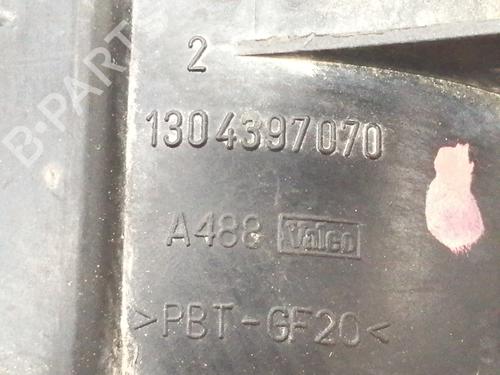 2
1304397070
A488 Valeo
>PBT-GF20<
B-PARTS